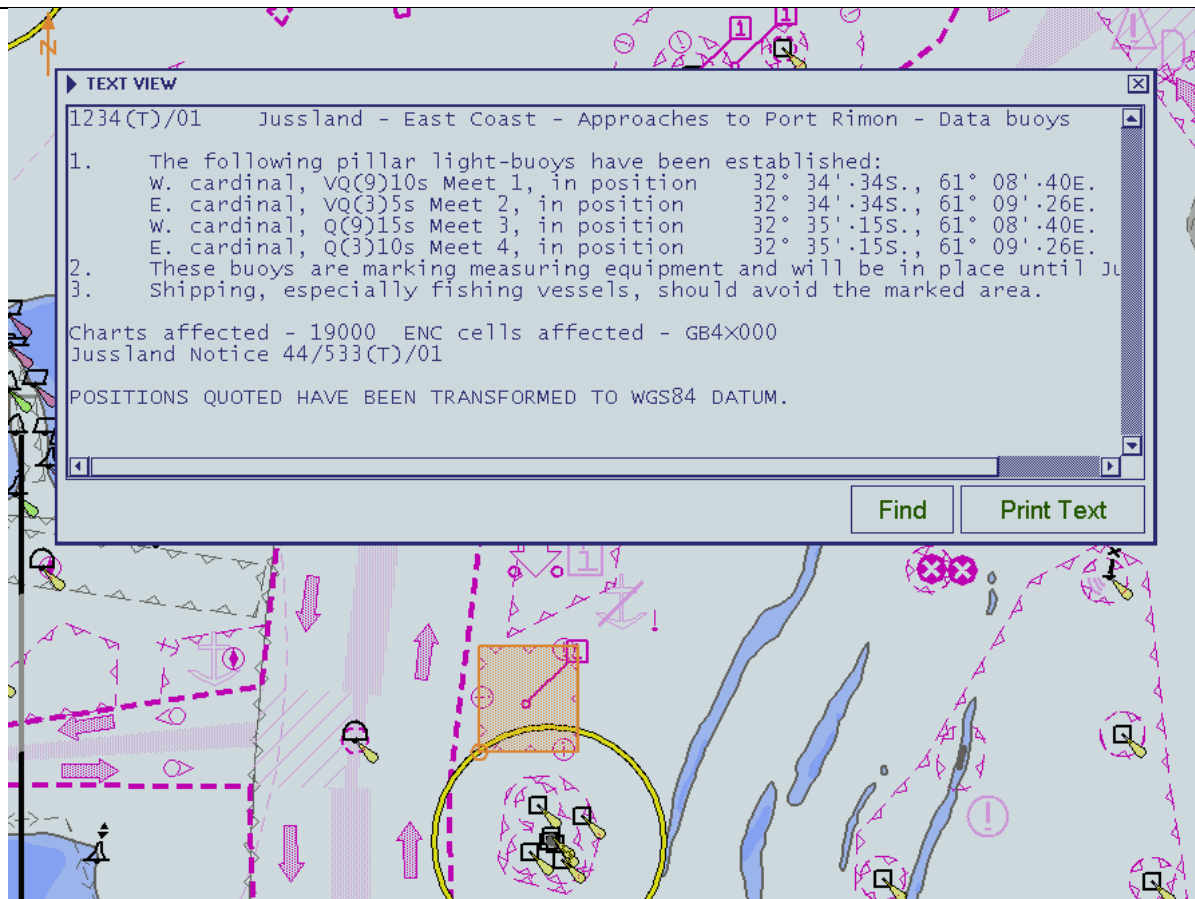 N
TEXT VIEW
1234(T)/01 Jussland - East Coast - Approaches to Port Rimon - Data buoys
1. The following pillar light-buoys have been established:
W. cardinal, VQ(9)10s Meet 1, in position 32° 34'·34S., 61° 08'·40E.
E. cardinal, VQ(3)5s Meet 2, in position 32° 34'·34S., 61° 09'·26E.
W. cardinal, Q(9)15s Meet 3, in position 32° 35'·15S., 61° 08'·40E.
E. cardinal, Q(3)10s Meet 4, in position 32° 35'·15S., 61° 09'·26E.
2. These buoys are marking measuring equipment and will be in place until Ju
3. Shipping, especially fishing vessels, should avoid the marked area.
Charts affected - 19000 ENC cells affected - GB4X000
Jussland Notice 44/533(T)/01
POSITIONS QUOTED HAVE BEEN TRANSFORMED TO WGS84 DATUM.
Find Print Text